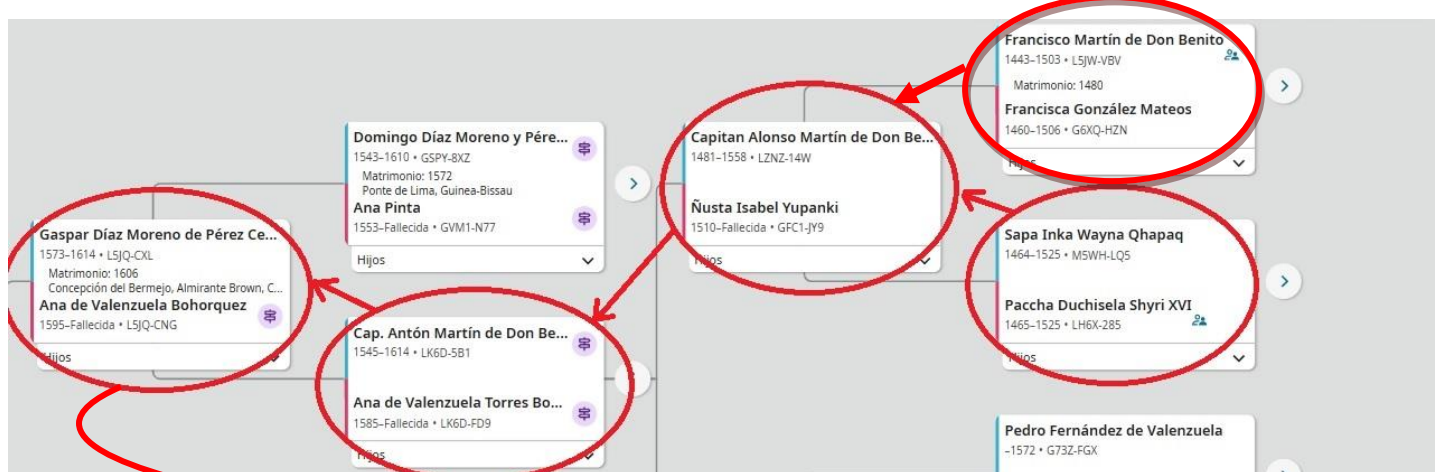 Francisco Martín de Don Benito
1443–1503 • L5JW-VBV
Matrimonio: 1480
Francisca González Mateos
1460–1506 • G6XQ-HZN
Hijos
Domingo Díaz Moreno y Pére...
1543–1610 • GSPY-8XZ
Matrimonio: 1572
Ponte de Lima, Guinea-Bissau
Ana Pinta
1553–Fallecida • GVM1-N77
Hijos
Capitan Alonso Martín de Don Be...
1481–1558 • LZNZ-14W
Ñusta Isabel Yupanki
1510–Fallecida • GFC1-JY9
Hijos
Gaspar Díaz Moreno de Pérez Ce...
1573–1614 • L5JQ-CXL
Matrimonio: 1606
Concepción del Bermejo, Almirante Brown, C...
Ana de Valenzuela Bohorquez
1595–Fallecida • L5JQ-CNG
Hijos
Sapa Inka Wayna Qhapaq
1464–1525 • M5WH-LQ5
Paccha Duchisela Shyri XVI
1465–1525 • LH6X-285
Hijos
Cap. Antón Martín de Don Be...
1545–1614 • LK6D-5B1
Ana de Valenzuela Torres Bo...
1585–Fallecida • LK6D-FD9
Hijos
Pedro Fernández de Valenzuela
–1572 • G73Z-FGX